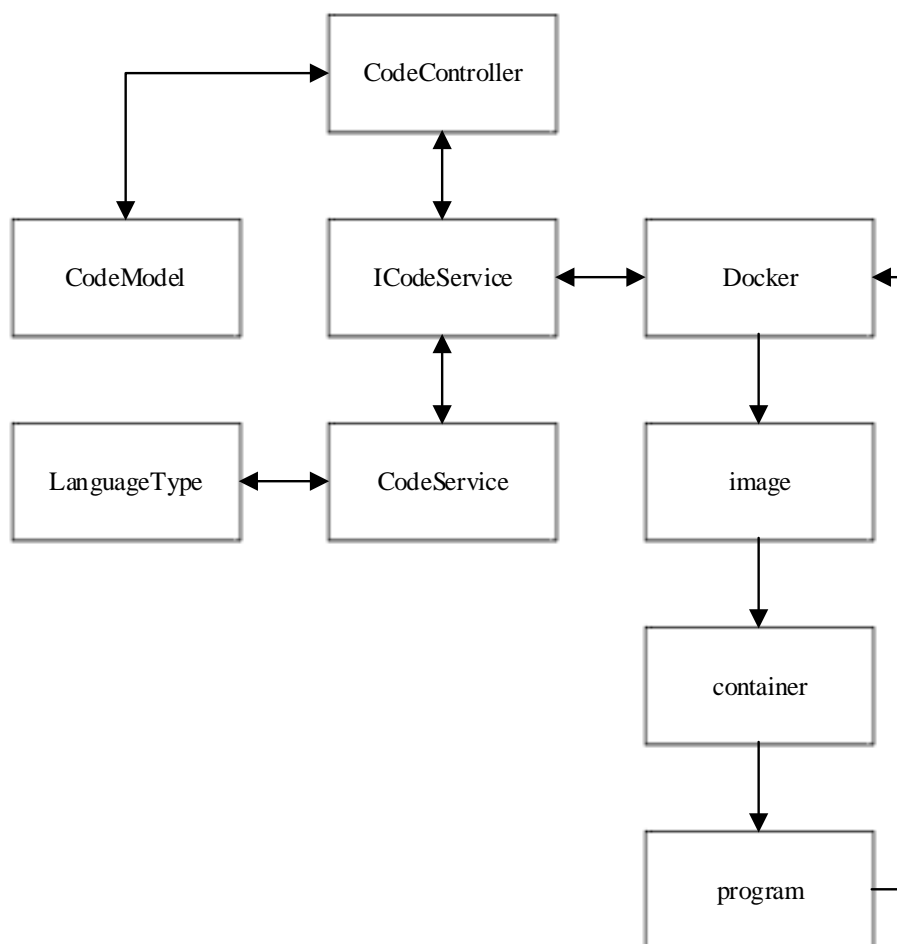 CodeController
CodeModel
ICodeService
Docker
LanguageType
CodeService
image
container
program